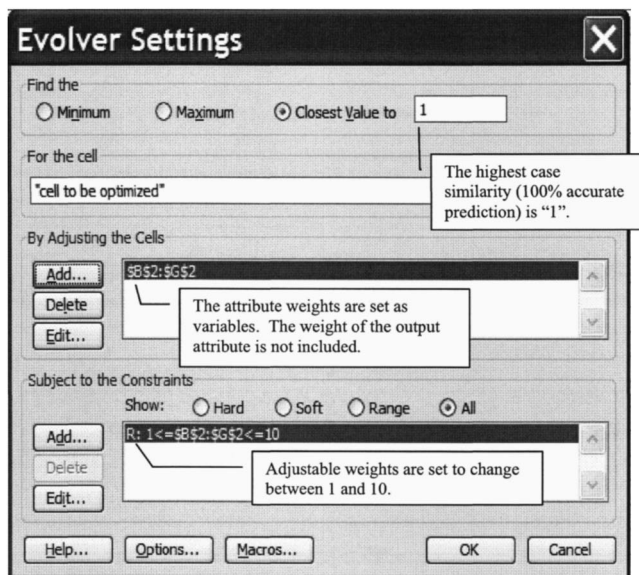 Evolver Settings
Find the
Minimum Maximum Closest Value to 1
For the cell
"cell to be optimized"
The highest case
similarity (100% accurate
prediction) is “1”.
By Adjusting the Cells
Add...
Delete
Edit...
$B$2:$G$2
The attribute weights are set as
variables. The weight of the output
attribute is not included.
Subject to the Constraints
Show: Hard Soft Range All
Add...
Delete
Edit...
R: 1<=$B$2:$G$2<=10
Adjustable weights are set to change
between 1 and 10.
Help... Options... Macros... OK Cancel